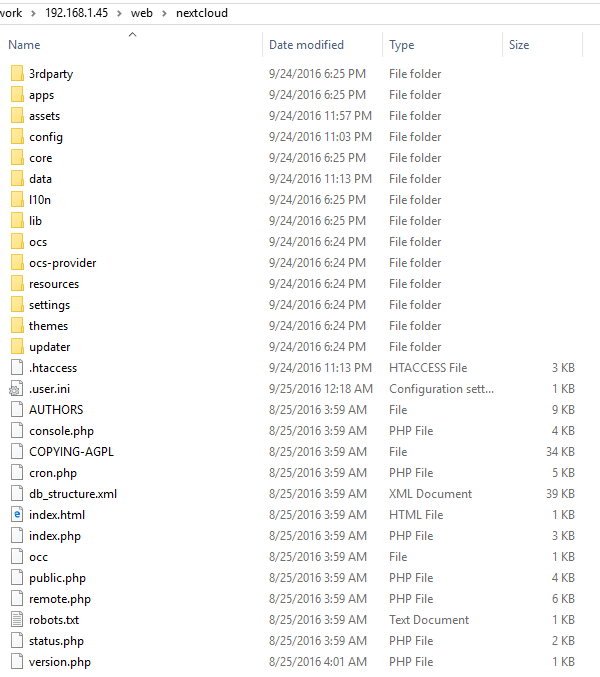 work > 192.168.1.45 > web > nextcloud
Name Date modified Type Size
3rdparty 9/24/2016 6:25 PM File folder
apps 9/24/2016 6:25 PM File folder
assets 9/24/2016 11:57 PM File folder
config 9/24/2016 11:03 PM File folder
core 9/24/2016 6:25 PM File folder
data 9/24/2016 11:13 PM File folder
l10n 9/24/2016 6:25 PM File folder
lib 9/24/2016 6:25 PM File folder
ocs 9/24/2016 6:24 PM File folder
ocs-provider 9/24/2016 6:24 PM File folder
resources 9/24/2016 6:24 PM File folder
settings 9/24/2016 6:24 PM File folder
themes 9/24/2016 6:24 PM File folder
updater 9/24/2016 6:24 PM File folder
.htaccess 9/24/2016 11:13 PM HTACCESS File 3 KB
.user.ini 9/25/2016 12:18 AM Configuration sett... 1 KB
AUTHORS 8/25/2016 3:59 AM File 9 KB
console.php 8/25/2016 3:59 AM PHP File 4 KB
COPYING-AGPL 8/25/2016 3:59 AM File 34 KB
cron.php 8/25/2016 3:59 AM PHP File 5 KB
db_structure.xml 8/25/2016 3:59 AM XML Document 39 KB
index.html 8/25/2016 3:59 AM HTML File 1 KB
index.php 8/25/2016 3:59 AM PHP File 3 KB
occ 8/25/2016 3:59 AM File 1 KB
public.php 8/25/2016 3:59 AM PHP File 4 KB
remote.php 8/25/2016 3:59 AM PHP File 6 KB
robots.txt 8/25/2016 3:59 AM Text Document 1 KB
status.php 8/25/2016 3:59 AM PHP File 2 KB
version.php 8/25/2016 4:01 AM PHP File 1 KB